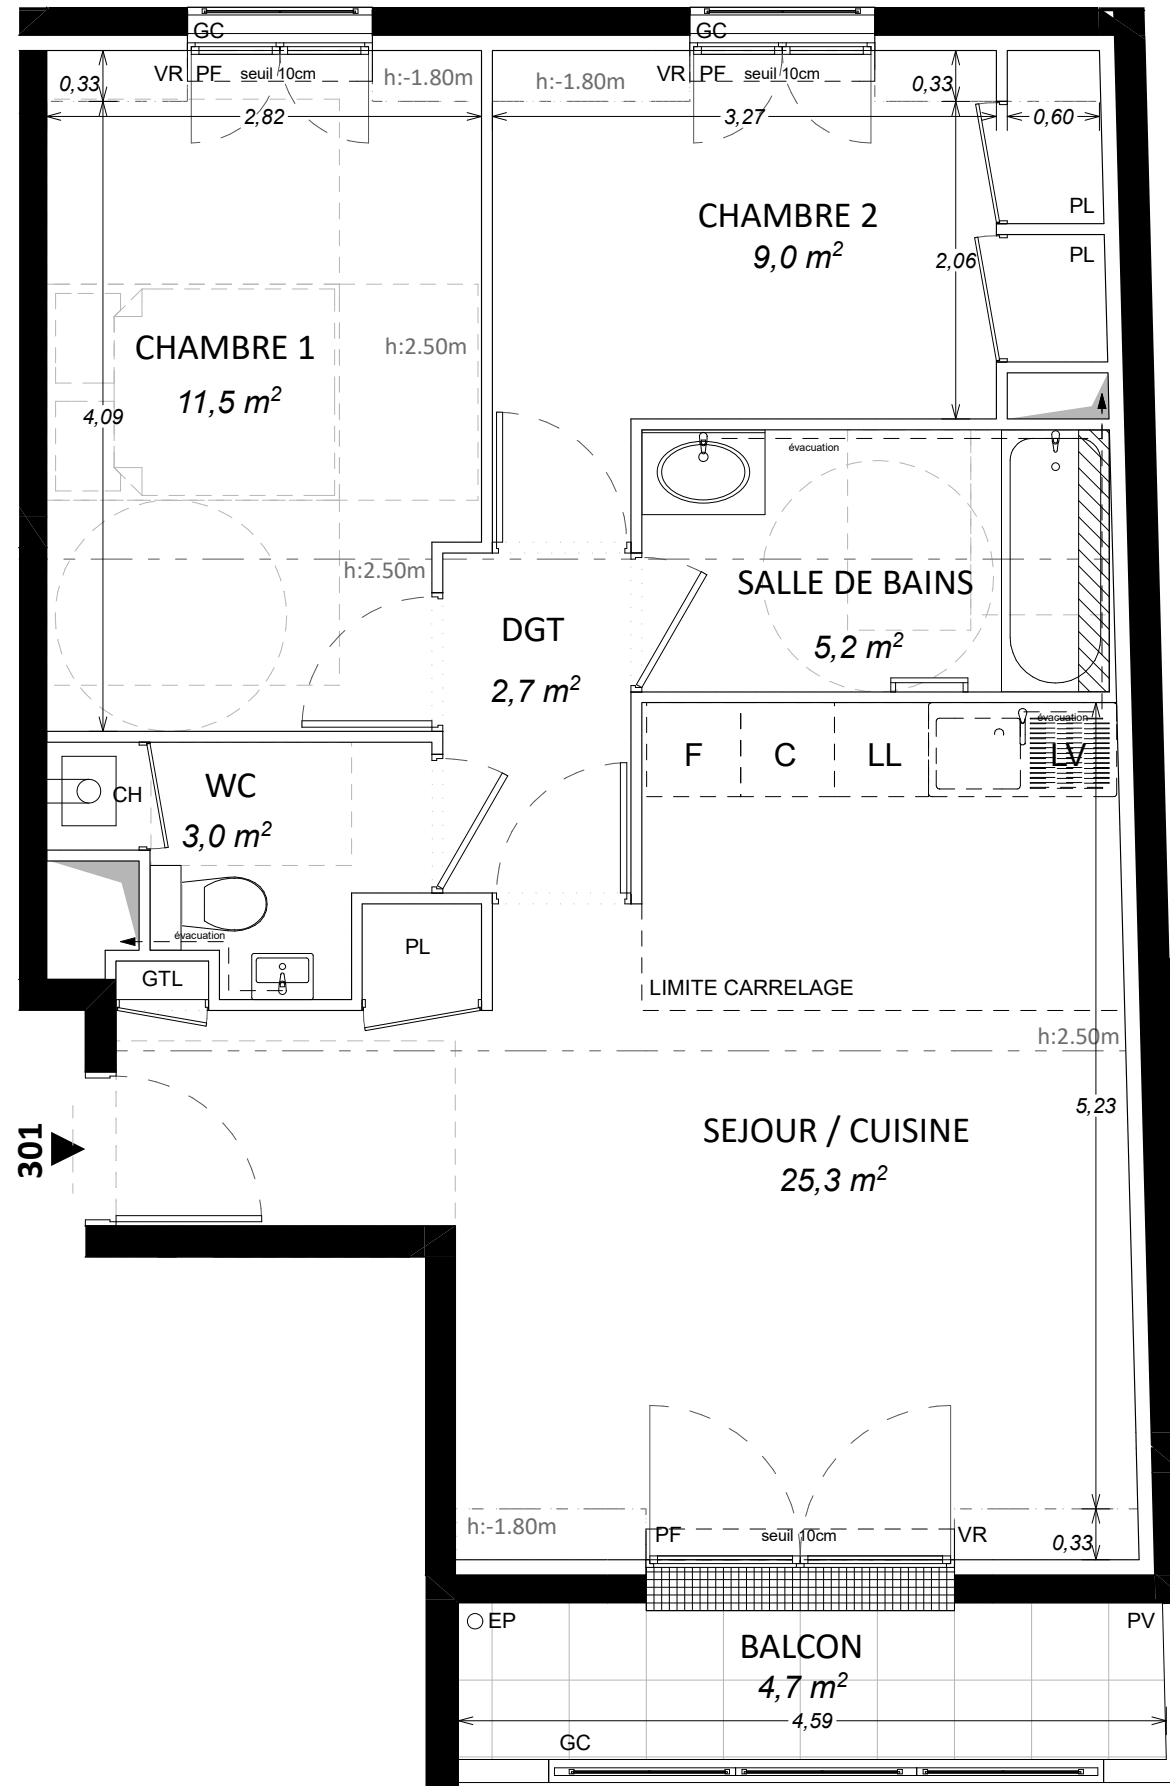 GC
GC
VR PF seuil 10cm
h:-1.80m
h:-1.80m
VR PF seuil 10cm
0,33
0,33
2,82
3,27
0,60
PL
PL
CHAMBRE 2
9,0 m²
2,06
CHAMBRE 1
11,5 m²
h:2.50m
4,09
évacuation
h:2.50m
SALLE DE BAINS
5,2 m²
DGT
2,7 m²
évacuation
F
C
LL
LV
CH
WC
3,0 m²
évacuation
PL
GTL
LIMITE CARRELAGE
h:2.50m
5,23
301
SEJOUR / CUISINE
25,3 m²
h:-1.80m
PF
seuil 10cm
VR
0,33
EP
PV
BALCON
4,7 m²
4,59
GC